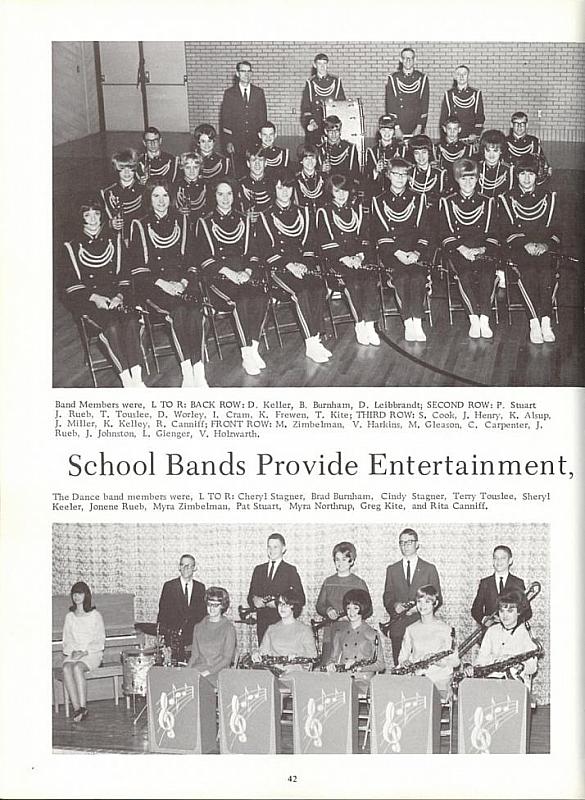 Band Members were, L TO R: BACK ROW: D. Keller, B. Burnham, D. Leibbrandt; SECOND ROW: P. Stuart
J. Rueb, T. Touslee, D. Worley, I. Cram, K. Frewen, T. Kite; THIRD ROW: S. Cook, J. Henry, K. Alsup,
J. Miller, K. Kelley, R. Canniff; FRONT ROW: M. Zimbelman, V. Harkins, M. Gleason, C. Carpenter, J.
Rueb, J. Johnston, L. Gienger, V. Holzwarth.
School Bands Provide Entertainment,
The Dance band members were, L TO R: Cheryl Stagner, Brad Burnham, Cindy Stagner, Terry Touslee, Sheryl
Keeler, Jonene Rueb, Myra Zimbelman, Pat Stuart, Myra Northrup, Greg Kite, and Rita Canniff.
42